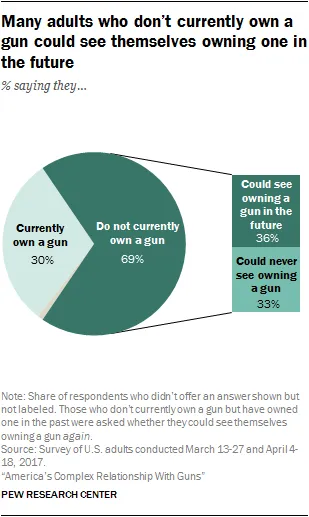 Many adults who don't currently own a
gun could see themselves owning one in
the future
% saying they...
Currently
own a gun
30%
Do not currently
own a gun
69%
Could see
owning a
gun in the
future
36%
Could never
see owning
a gun
33%
Note: Share of respondents who didn't offer an answer shown but
not labeled. Those who don't currently own a gun but have owned
one in the past were asked whether they could see themselves
owning a gun again.
Source: Survey of U.S. adults conducted March 13-27 and April 4-
18, 2017.
"America's Complex Relationship With Guns"
PEW RESEARCH CENTER